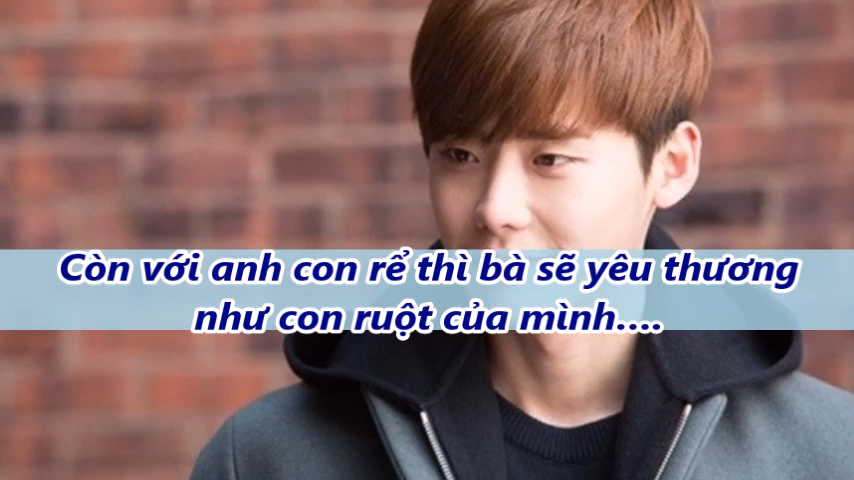 Còn với anh con rể thì bà sẽ yêu thương
như con ruột của mình....